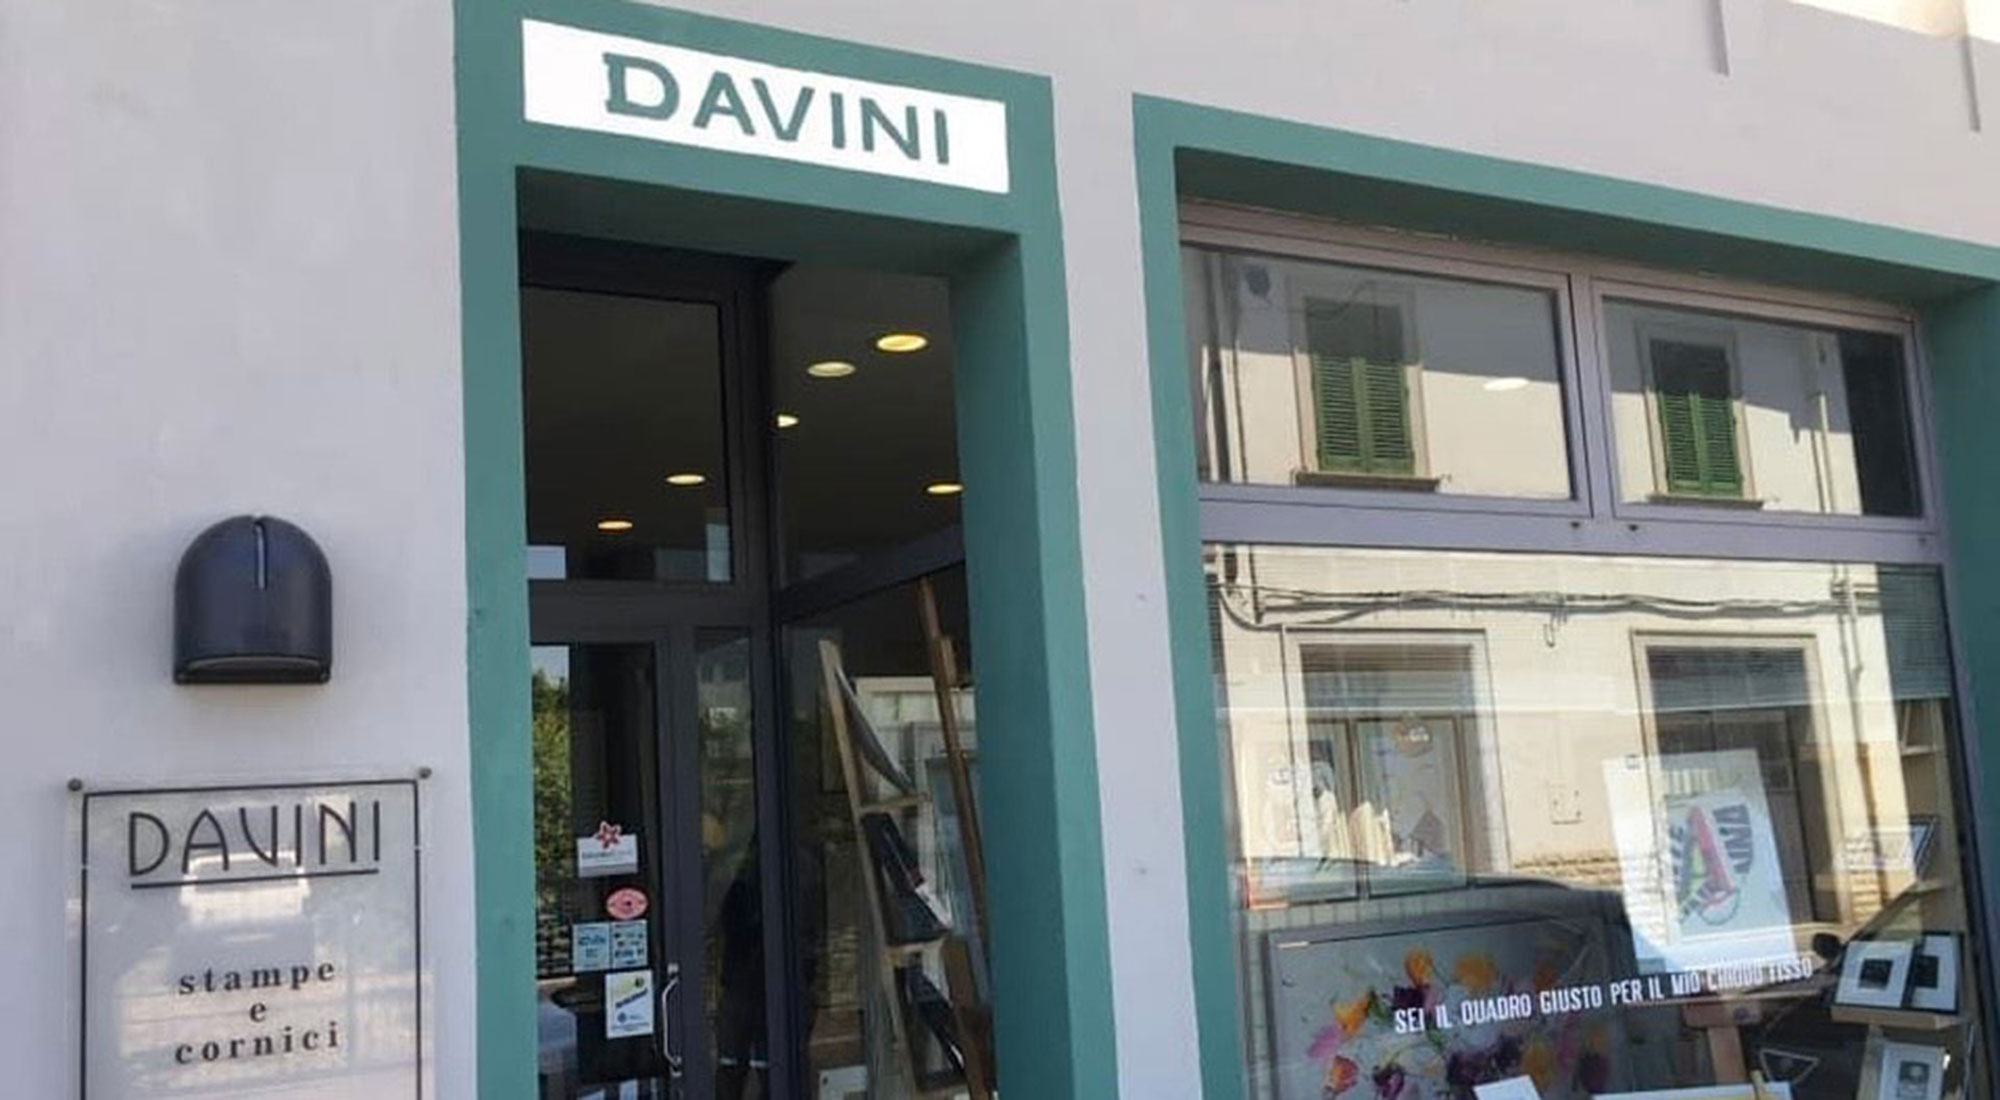 DAVINI
DAVINI
stampe
e
cornici
SEI IL QUADRO GIUSTO PER IL MIO CHIODO FISSO